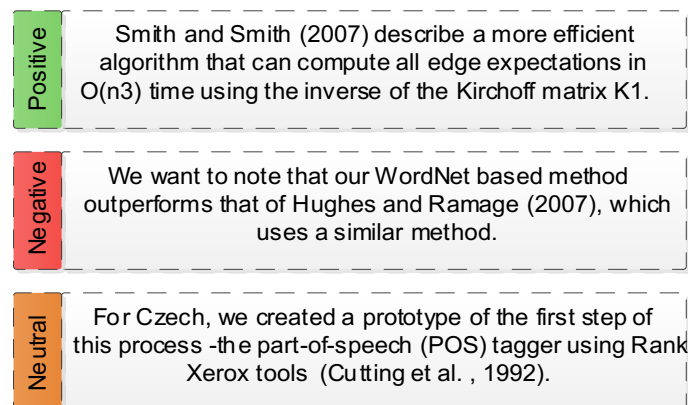 Positive
Smith and Smith (2007) describe a more efficient
algorithm that can compute all edge expectations in
O(n3) time using the inverse of the Kirchoff matrix K1.
Negative
We want to note that our WordNet based method
outperforms that of Hughes and Ramage (2007), which
uses a similar method.
Neutral
For Czech, we created a prototype of the first step of
this process -the part-of-speech (POS) tagger using Rank
Xerox tools (Cutting et al. , 1992).